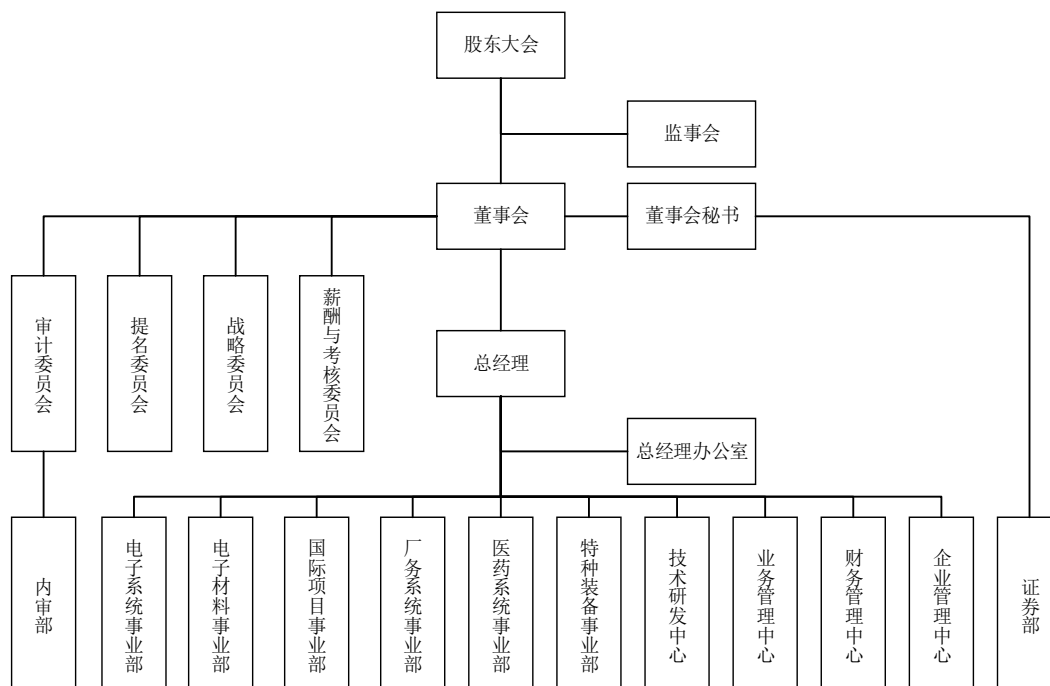 股东大会
监事会
董事会
董事会秘书
审计委员会
提名委员会
战略委员会
薪酬与考核委员会
总经理
总经理办公室
内审部
电子系统事业部
电子材料事业部
国际项目事业部
厂务系统事业部
医药系统事业部
特种装备事业部
技术研发中心
业务管理中心
财务管理中心
企业管理中心
证券部